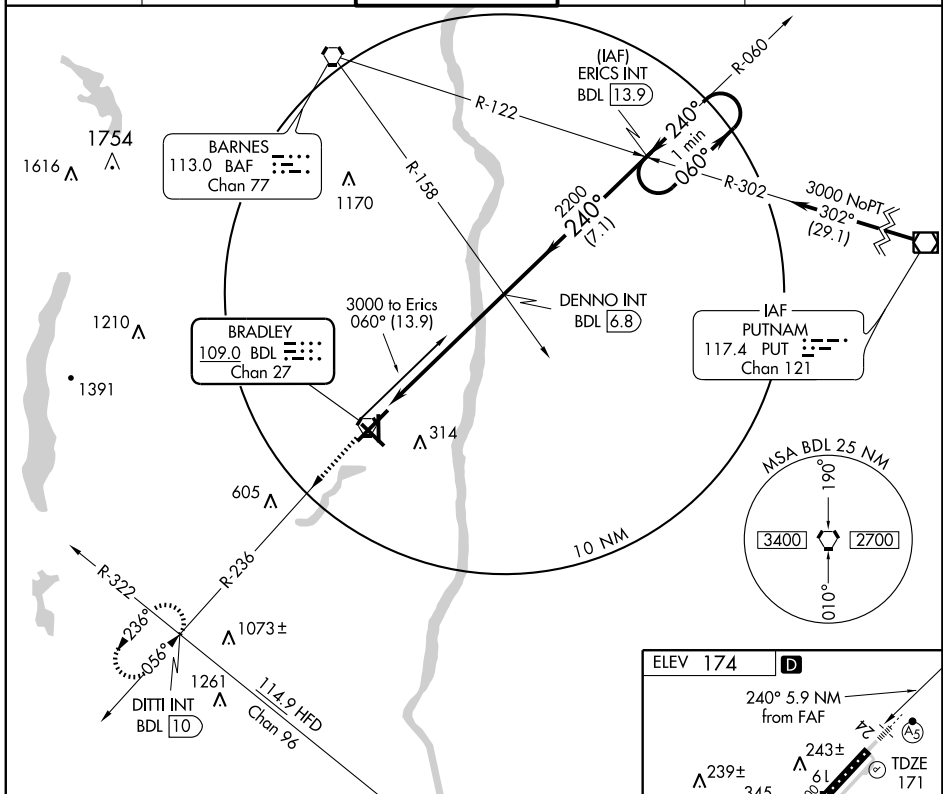 (IAF)
ERICS INT
BDL 13.9
R-060
R-122
240°
1 min
060°
1754
1616
BARNES
113.0 BAF
Chan 77
1170
R-158
R-302
3000 NoPT
302°
(29.1)
2200
240°
(7.1)
DENNO INT
BDL 6.8
3000 to Erics
060° (13.9)
1210
BRADLEY
109.0 BDL
Chan 27
IAF
PUTNAM
117.4 PUT
Chan 121
1391
314
605
MSA BDL 25 NM
190°
3400
2700
010°
10 NM
R-236
R-322
236°
056°
1073±
1261
DITTI INT
BDL 10
114.9 HFD
Chan 96
ELEV 174 D
240° 5.9 NM
from FAF
24
A5
243±
P
TDZE
171
239±
19
345